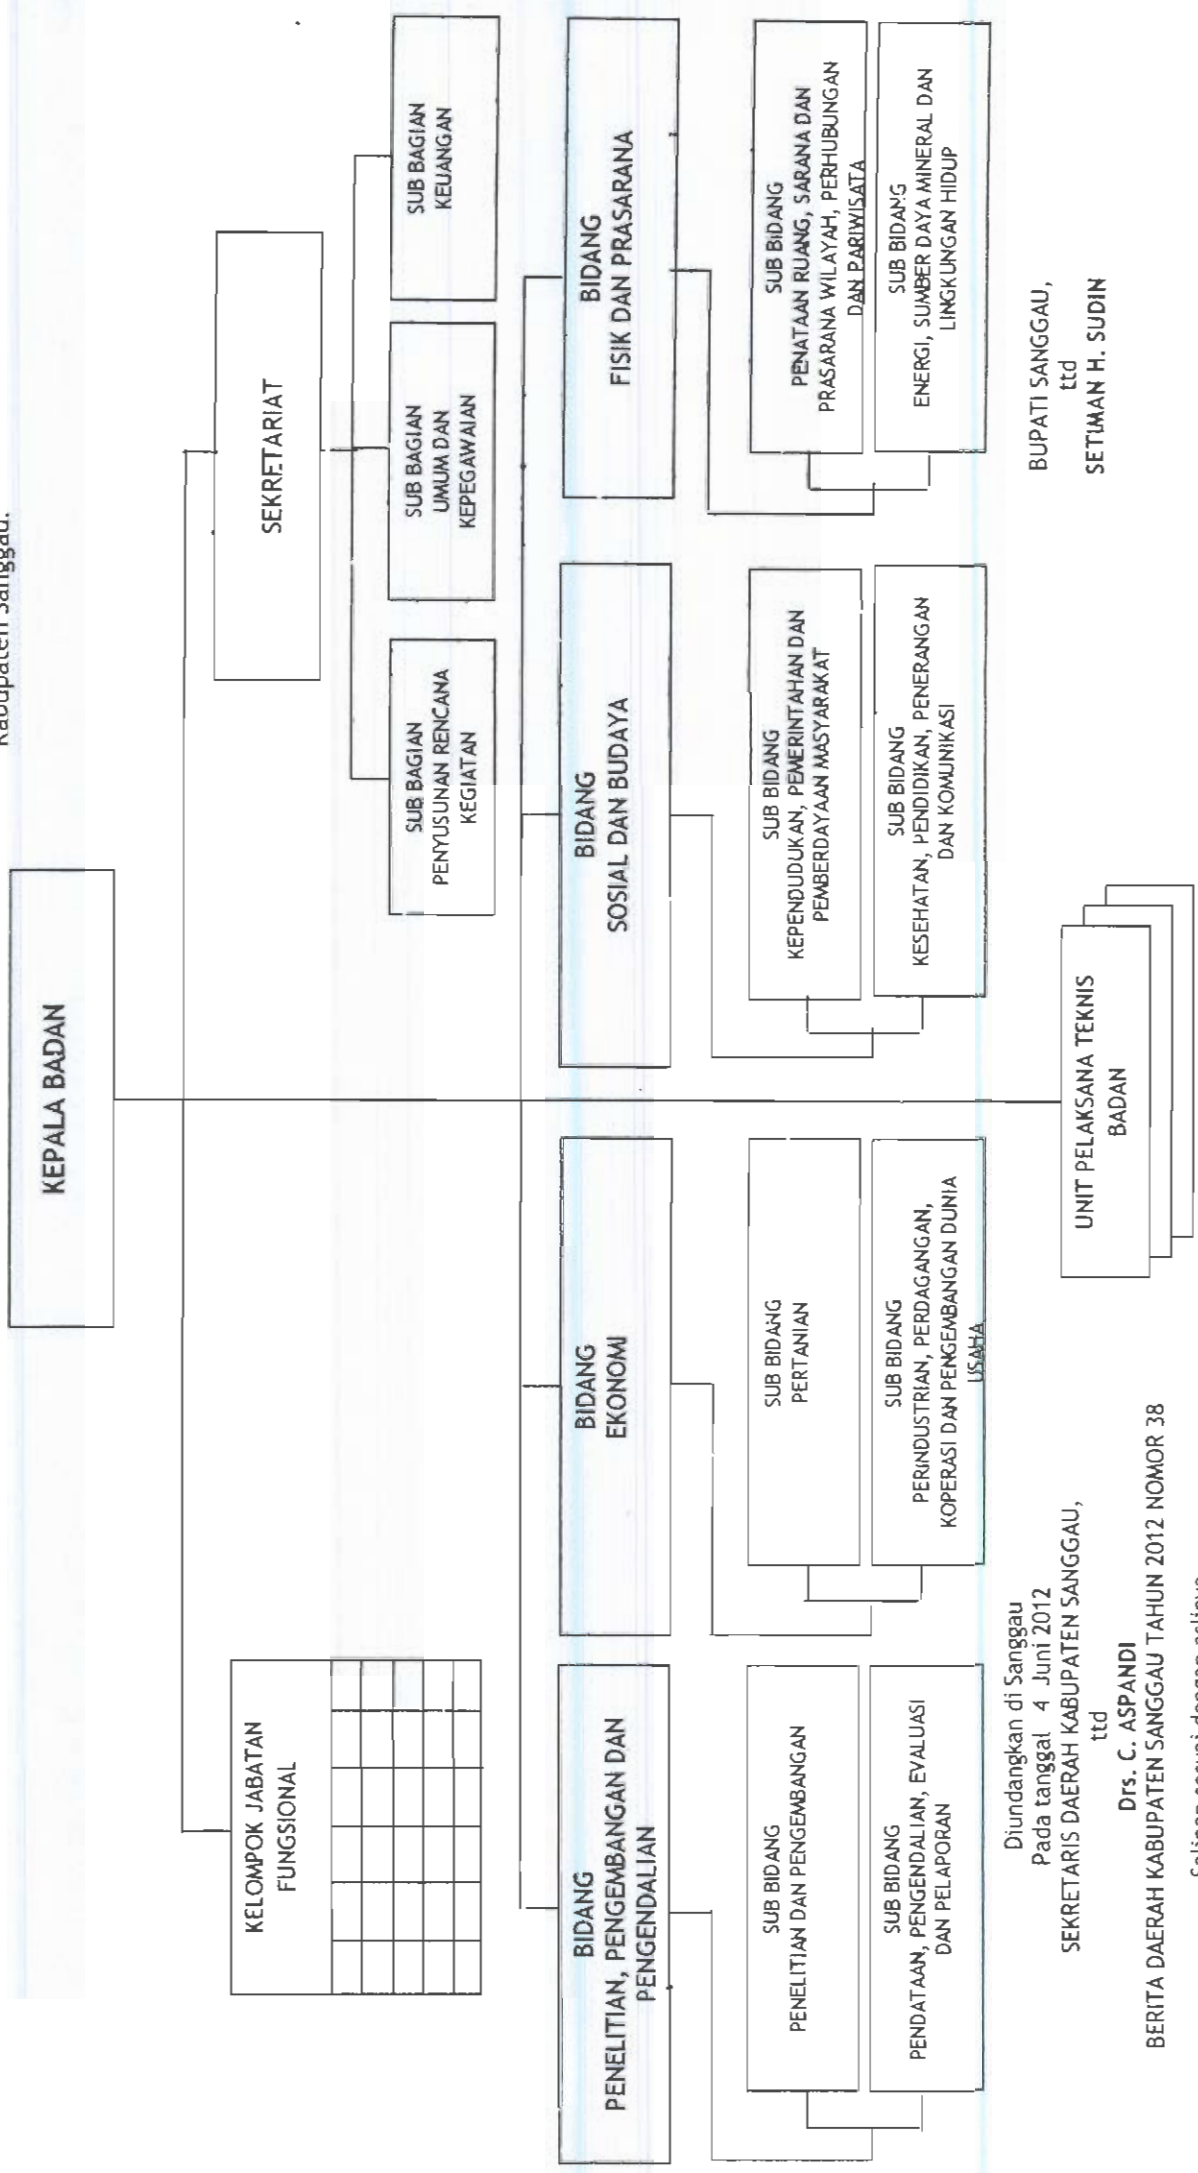 Kabupaten Sanggau.
KEPALA BADAN
KELOMPOK JABATAN
FUNGSIONAL
SEKRETARIAT
SUB BAGIAN
PENYUSUNAN RENCANA
KEGIATAN
SUB BAGIAN
UMUM DAN
KEPEGAWAIAN
SUB BAGIAN
KEUANGAN
BIDANG
PENELITIAN, PENGEMBANGAN DAN
PENGENDALIAN
BIDANG
EKONOMI
BIDANG
SOSIAL DAN BUDAYA
BIDANG
FISIK DAN PRASARANA
SUB BIDANG
PENELITIAN DAN PENGEMBANGAN
SUB BIDANG
PERTANIAN
SUB BIDANG
KEPENDUDUKAN, PEMERINTAHAN DAN
PEMBERDAYAAN MASYARAKAT
SUB BIDANG
PENATAAN RUANG, SARANA DAN
PRASARANA WILAYAH, PERHUBUNGAN
DAN PARIWISATA
SUB BIDANG
PENDATAAN, PENGENDALIAN, EVALUASI
DAN PELAPORAN
SUB BIDANG
PERINDUSTRIAN, PERDAGANGAN,
KOPERASI DAN PENGEMBANGAN DUNIA
USAHA
SUB BIDANG
KESEHATAN, PENDIDIKAN, PENERANGAN
DAN KOMUNIKASI
SUB BIDANG
ENERGI, SUMBER DAYA MINERAL DAN
LINGKUNGAN HIDUP
UNIT PELAKSANA TEKNIS
BADAN
BUPATI SANGGAU,
ttd
SETIMAN H. SUDIN
Diundangkan di Sanggau
Pada tanggal 4 Juni 2012
SEKRETARIS DAERAH KABUPATEN SANGGAU,
ttd
Drs. C. ASPANDI
BERITA DAERAH KABUPATEN SANGGAU TAHUN 2012 NOMOR 38
Salinan sesuai dengan aslinya